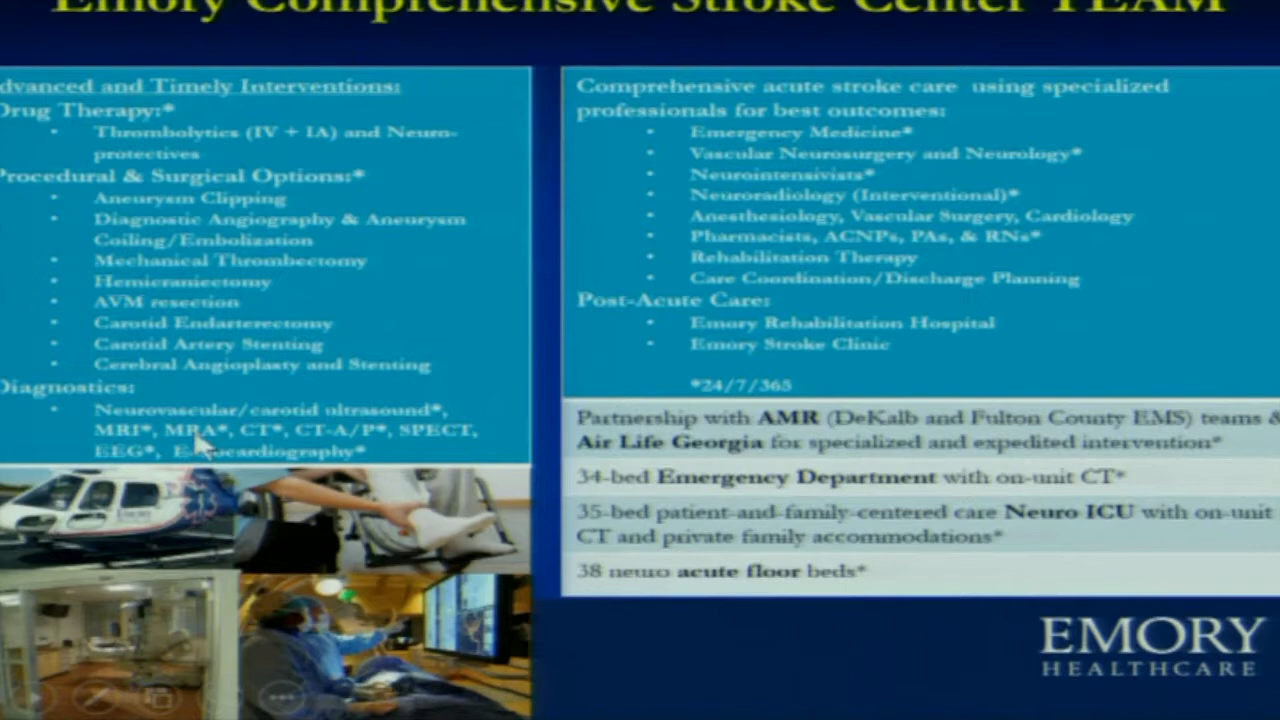 Emory Comprehensive Stroke Center TEAM
dvanced and Timely Interventions:
Drug Therapy:*
• Thrombolytics (IV + IA) and Neuro-
protectives
Procedural & Surgical Options:*
• Aneurysm Clipping
• Diagnostic Angiography & Aneurysm
Coiling/Embolization
• Mechanical Thrombectomy
• Hemicraniectomy
• AVM resection
• Carotid Endarterectomy
• Carotid Artery Stenting
• Cerebral Angioplasty and Stenting
Diagnostics:
• Neurovascular/carotid ultrasound*,
MRI*, MRA*, CT*, CT-A/P*, SPECT,
EEG*, Echocardiography*
Comprehensive acute stroke care using specialized
professionals for best outcomes:
• Emergency Medicine*
• Vascular Neurosurgery and Neurology*
• Neurointensivists*
• Neuroradiology (Interventional)*
• Anesthesiology, Vascular Surgery, Cardiology
• Pharmacists, ACNPs, PAs, & RNs*
• Rehabilitation Therapy
• Care Coordination/Discharge Planning
Post-Acute Care:
• Emory Rehabilitation Hospital
• Emory Stroke Clinic
*24/7/365
Partnership with AMR (DeKalb and Fulton County EMS) teams &
Air Life Georgia for specialized and expedited intervention*
34-bed Emergency Department with on-unit CT*
35-bed patient-and-family-centered care Neuro ICU with on-unit
CT and private family accommodations*
38 neuro acute floor beds*
EMORY
HEALTHCARE